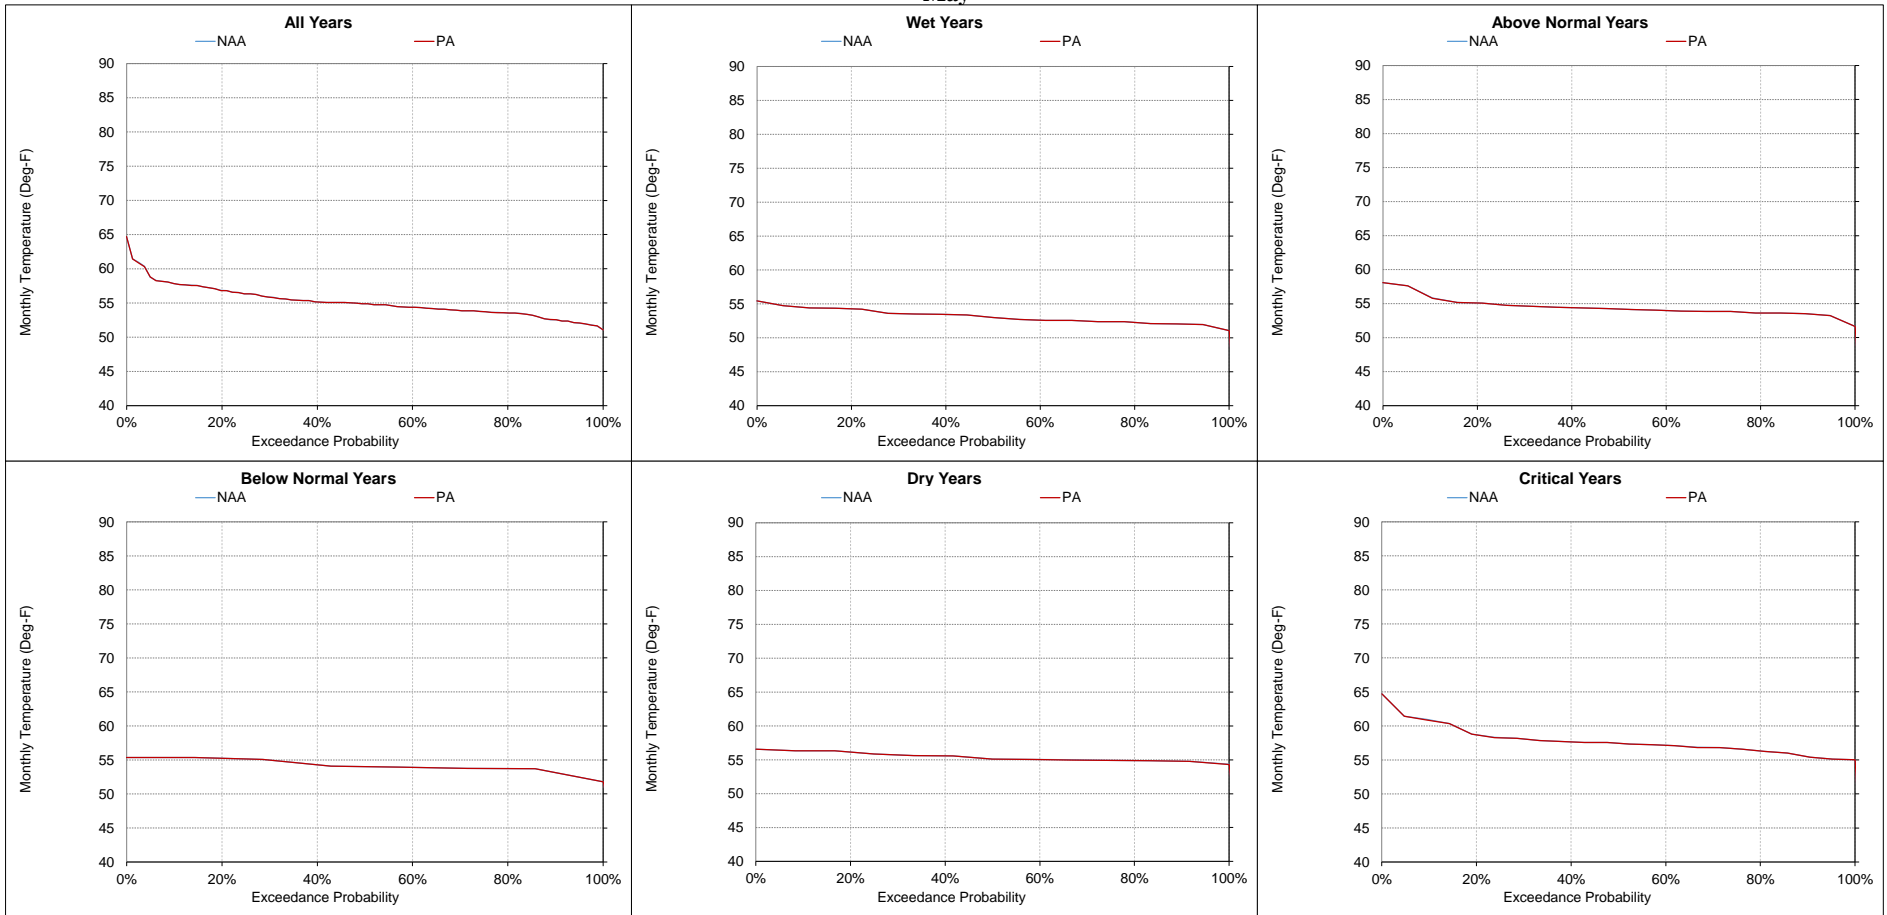 May
All Years
NAA PA
90
85
80
75
70
65
60
55
50
45
40
0% 20% 40% 60% 80% 100%
Monthly Temperature (Deg-F)
Exceedance Probability
Wet Years
NAA PA
90
85
80
75
70
65
60
55
50
45
40
0% 20% 40% 60% 80% 100%
Monthly Temperature (Deg-F)
Exceedance Probability
Above Normal Years
NAA PA
90
85
80
75
70
65
60
55
50
45
40
0% 20% 40% 60% 80% 100%
Monthly Temperature (Deg-F)
Exceedance Probability
Below Normal Years
NAA PA
90
85
80
75
70
65
60
55
50
45
40
0% 20% 40% 60% 80% 100%
Monthly Temperature (Deg-F)
Exceedance Probability
Dry Years
NAA PA
90
85
80
75
70
65
60
55
50
45
40
0% 20% 40% 60% 80% 100%
Monthly Temperature (Deg-F)
Exceedance Probability
Critical Years
NAA PA
90
85
80
75
70
65
60
55
50
45
40
0% 20% 40% 60% 80% 100%
Monthly Temperature (Deg-F)
Exceedance Probability